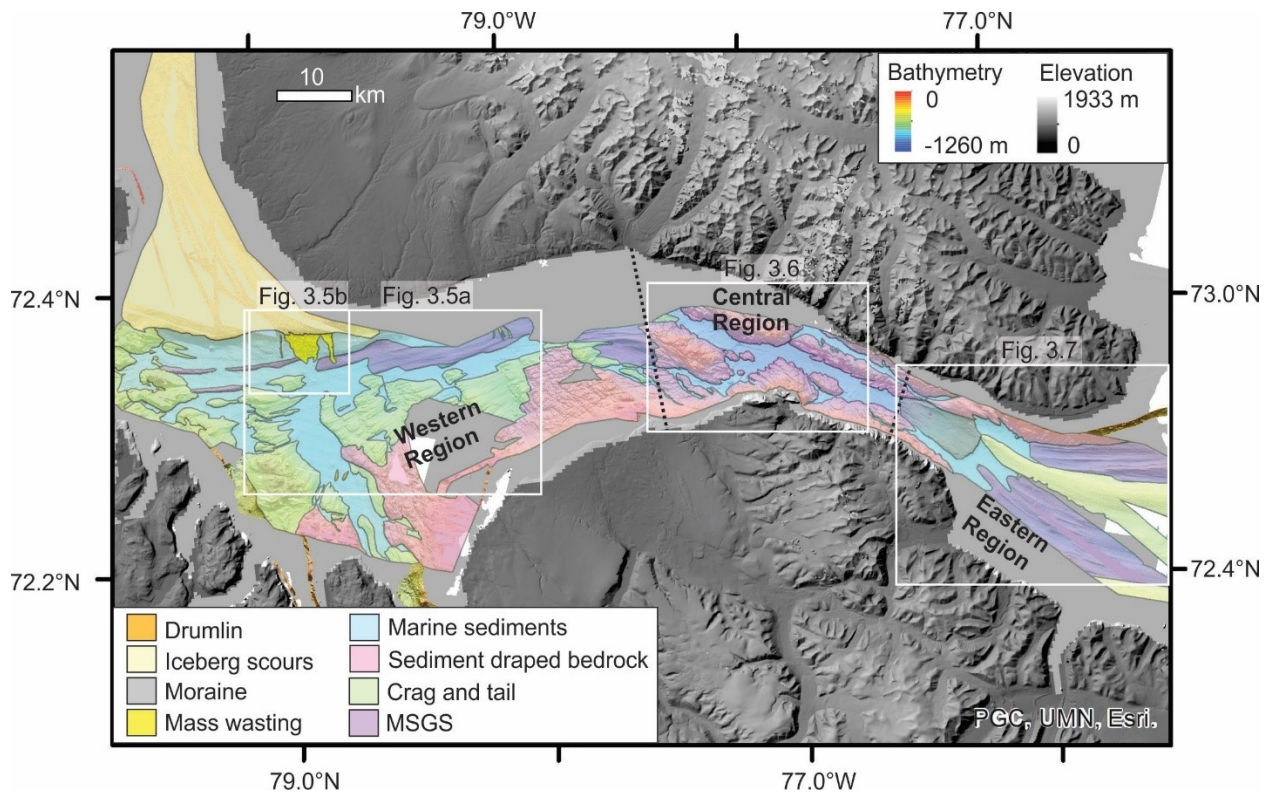 79.0°W
77.0°N
10
km
Bathymetry
Elevation
0
1933 m
-1260 m
0
72.4°N
73.0°N
Fig. 3.5b
Fig. 3.5a
Fig. 3.6
Central
Region
Fig. 3.7
Western
Region
Eastern
Region
72.2°N
72.4°N
Drumlin
Iceberg scours
Moraine
Mass wasting
Marine sediments
Sediment draped bedrock
Crag and tail
MSGS
PGC, UMN, Esri.
79.0°N
77.0°W